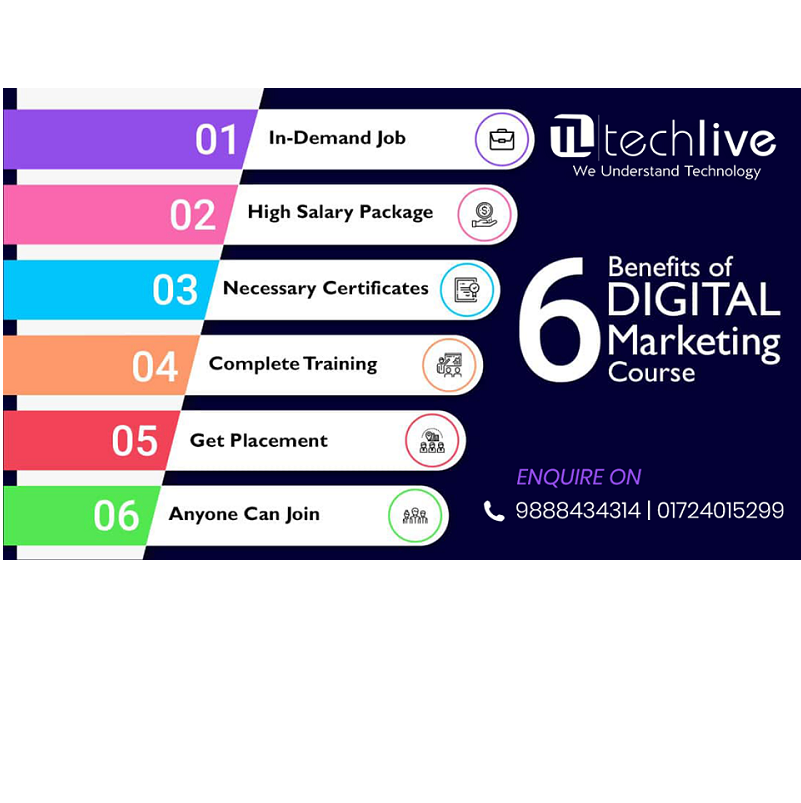 01 In-Demand Job
02 High Salary Package
03 Necessary Certificates
04 Complete Training
05 Get Placement
06 Anyone Can Join
TL techlive
We Understand Technology
6 Benefits of
DIGITAL
Marketing
Course
ENQUIRE ON
9888434314 | 01724015299